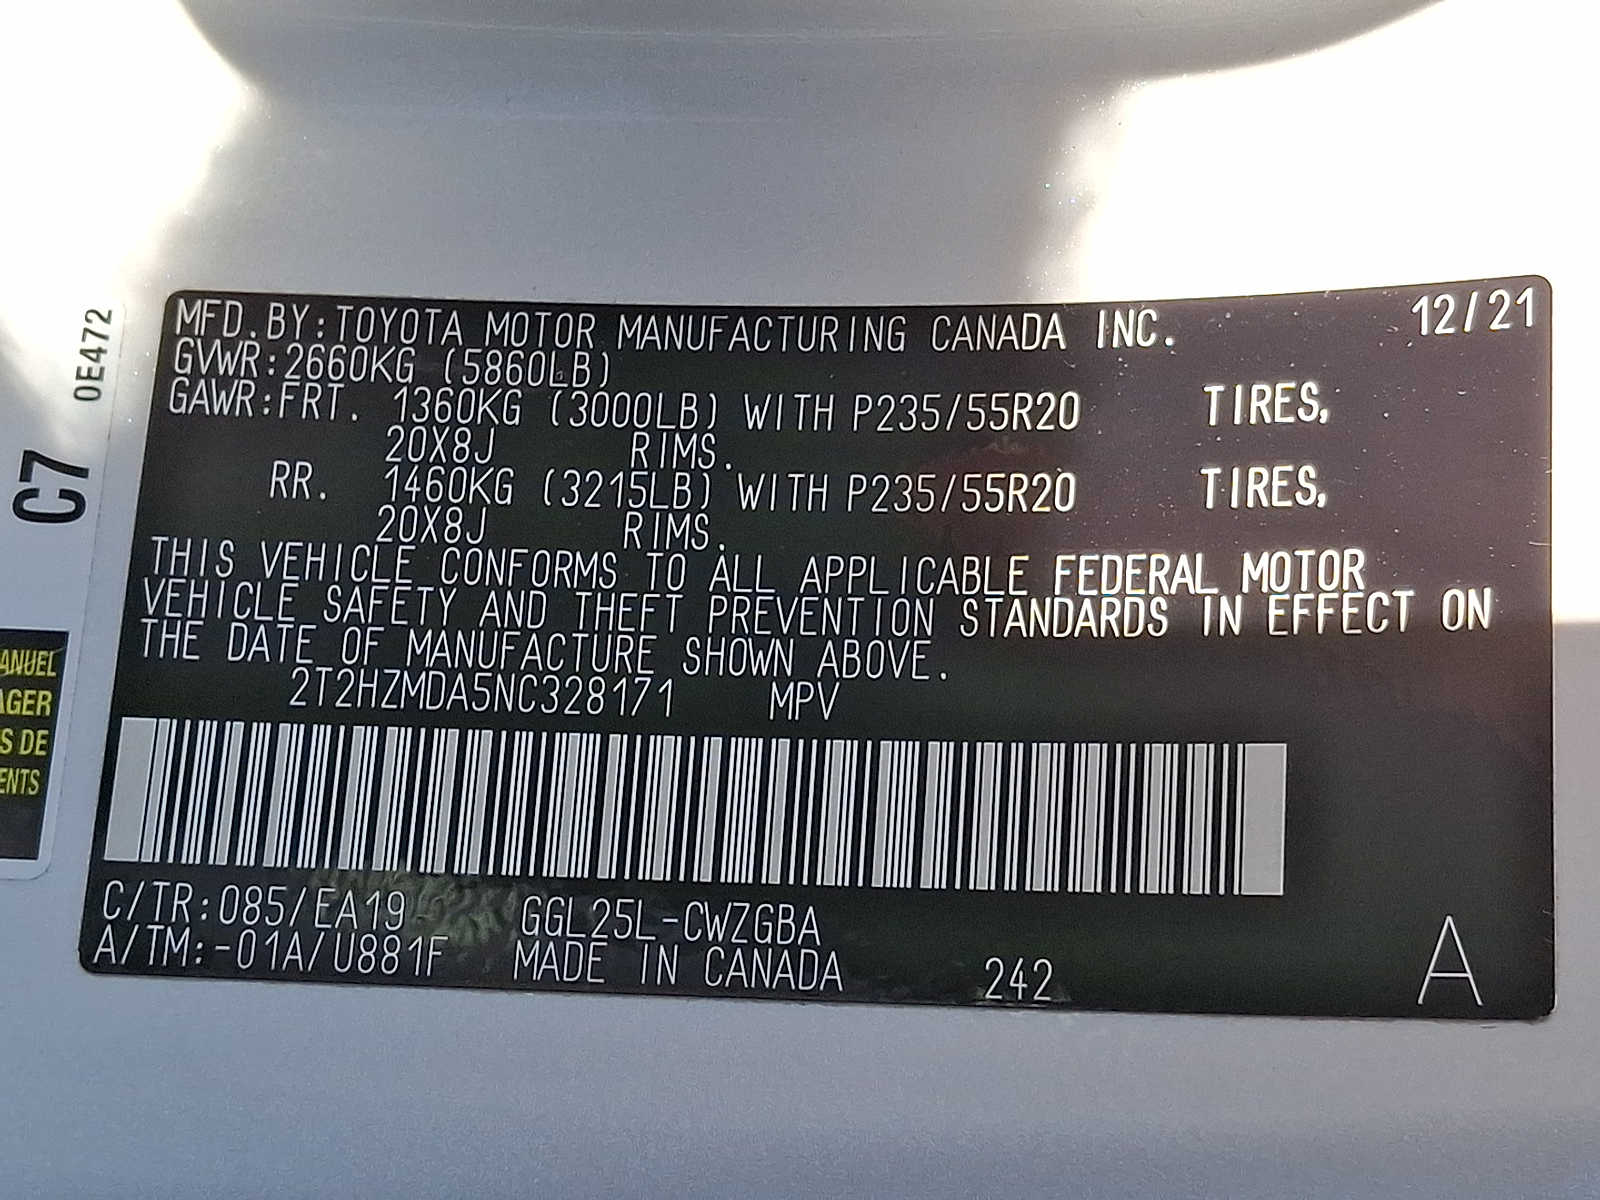 MFD.BY:TOYOTA MOTOR MANUFACTURING CANADA INC. 12/21
GVWR:2660KG (5860LB)
GAWR:FRT. 1360KG (3000LB) WITH P235/55R20 TIRES,
20X8J RIMS.
RR. 1460KG (3215LB) WITH P235/55R20 TIRES,
20X8J RIMS.
THIS VEHICLE CONFORMS TO ALL APPLICABLE FEDERAL MOTOR
VEHICLE SAFETY AND THEFT PREVENTION STANDARDS IN EFFECT ON
THE DATE OF MANUFACTURE SHOWN ABOVE.
2T2HZMDA5NC328171 MPV
C/TR:085/EA19 GGL25L-CWZGBA
A/TM:-01A/U881F MADE IN CANADA 242 A
C7 0E472
ANUEL
AGER
S DE
ENTS